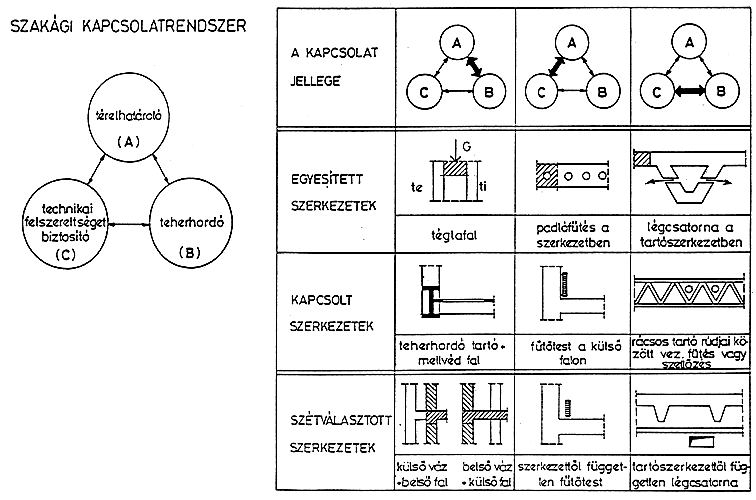 SZAKÁGI KAPCSOLATRENDSZER
térelhatároló
(A)
technikai
felszereltséget
biztosító
(C)
teherhordó
(B)
A KAPCSOLAT
JELLEGE
A
C
B
A
C
B
A
C
B
EGYESÍTETT
SZERKEZETEK
G
te
ti
téglafal
padlófűtés a
szerkezetben
légcsatorna a
tartószerkezetben
KAPCSOLT
SZERKEZETEK
teherhordó tartó+
mellvéd fal
fűtőtest a külső
falon
rácsos tartó rúdjai kö-
zött vez. fűtés vagy
szellőzés
SZÉTVÁLASZTOTT
SZERKEZETEK
külső váz
+belső fal
belső váz
+külső fal
szerkezettől függet-
len fűtőtest
tartószerkezettől füg-
getlen légcsatorna